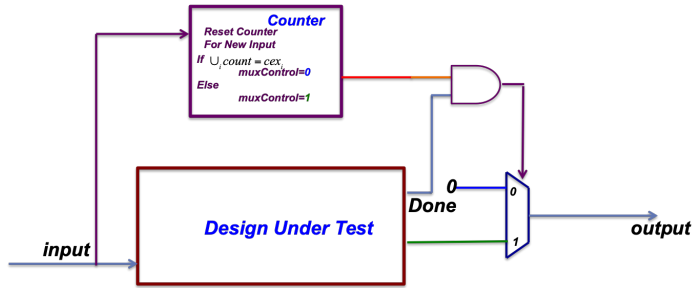 Counter
Reset Counter
For New Input
If ∪i count = cexi
muxControl=0
Else
muxControl=1
0
0
Done
Design Under Test
1
input
output